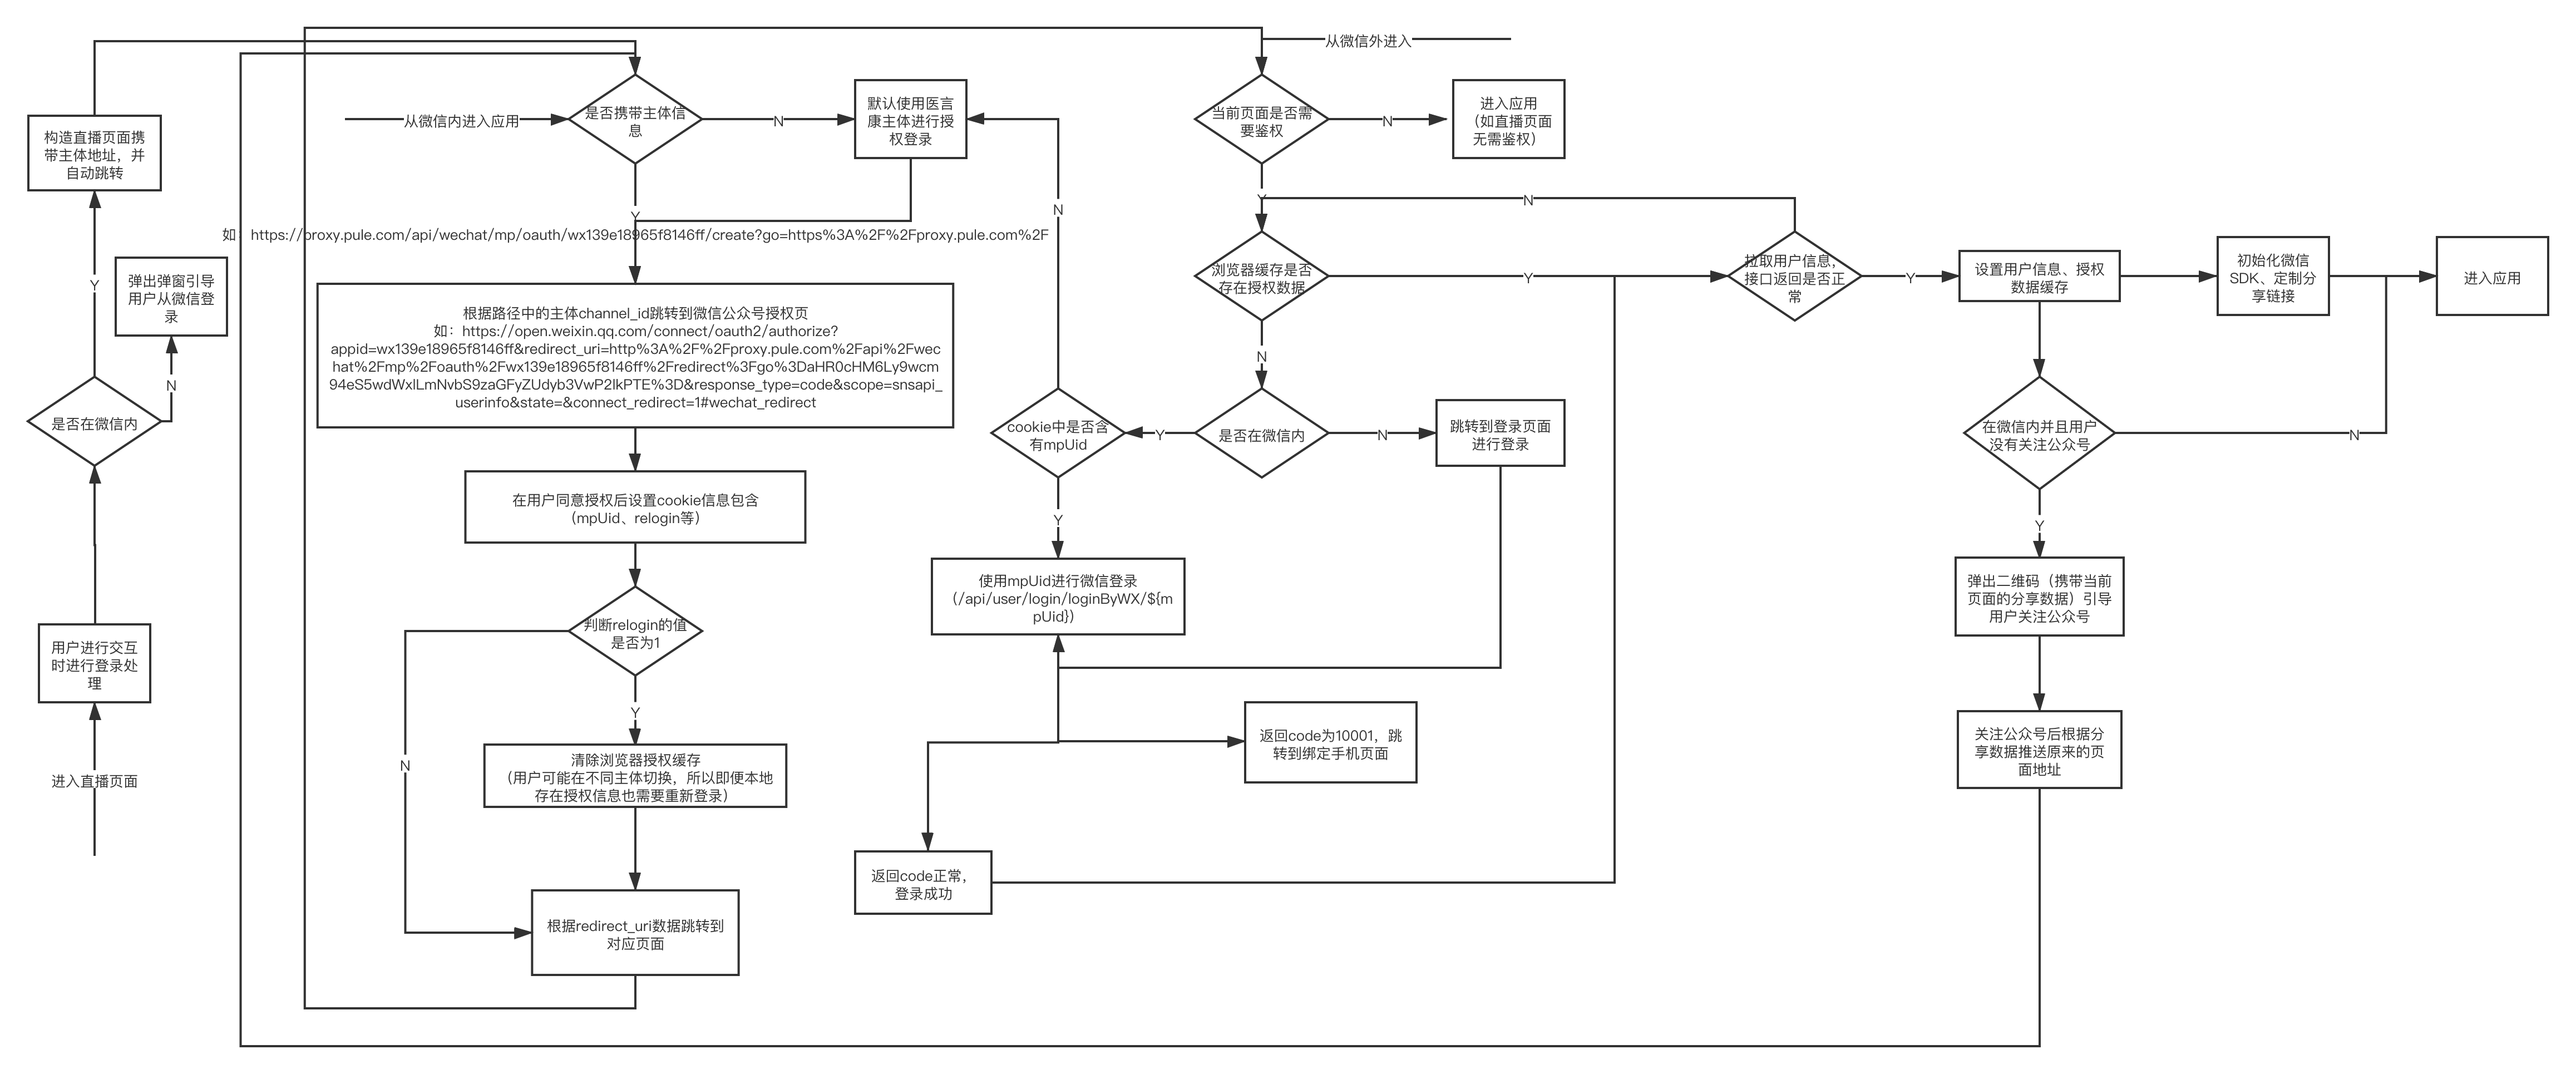 构造直播页面携
带主体地址，并
自动跳转
Y
弹出弹窗引导
用户从微信登
录
N
是否在微信内
用户进行交互
时进行登录处
理
进入直播页面
从微信内进入应用
是否携带主体信
息
N
默认使用医言
康主体进行授
权登录
Y
如：https://proxy.pule.com/api/wechat/mp/oauth/wx139e18965f8146ff/create?go=https%3A%2F%2Fproxy.pule.com%2F
根据路径中的主体channel_id跳转到微信公众号授权页
如：https://open.weixin.qq.com/connect/oauth2/authorize?
appid=wx139e18965f8146ff&redirect_uri=http%3A%2F%2Fproxy.pule.com%2Fapi%2Fwec
hat%2Fmp%2Foauth%2Fwx139e18965f8146ff%2Fredirect%3Fgo%3DaHR0cHM6Ly9wcm
94eS5wdWxlLmNvbS9zaGFyZUdyb3VwP2lkPTE%3D&response_type=code&scope=snsapi_
userinfo&state=&connect_redirect=1#wechat_redirect
在用户同意授权后设置cookie信息包含
（mpUid、relogin等）
判断relogin的值
是否为1
Y
N
清除浏览器授权缓存
（用户可能在不同主体切换，所以即便本地
存在授权信息也需要重新登录）
根据redirect_uri数据跳转到
对应页面
从微信外进入
当前页面是否需
要鉴权
N
进入应用
（如直播页面
无需鉴权）
Y
N
浏览器缓存是否
存在授权数据
Y
N
是否在微信内
Y
N
cookie中是否含
有mpUid
N
Y
跳转到登录页面
进行登录
使用mpUid进行微信登录
（/api/user/login/loginByWX/${m
pUid}）
返回code为10001，跳
转到绑定手机页面
返回code正常，
登录成功
拉取用户信息，
接口返回是否正
常
Y
设置用户信息、授权
数据缓存
初始化微信
SDK、定制分
享链接
进入应用
在微信内并且用户
没有关注公众号
N
Y
弹出二维码（携带当前
页面的分享数据）引导
用户关注公众号
关注公众号后根据分
享数据推送原来的页
面地址